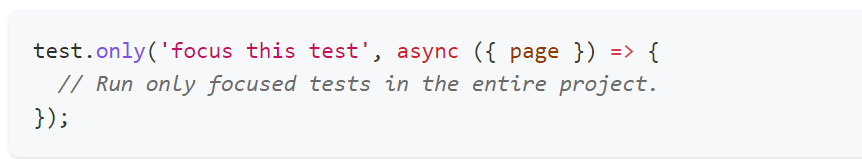 test.only('focus this test', async ({ page }) => {
  // Run only focused tests in the entire project.
});